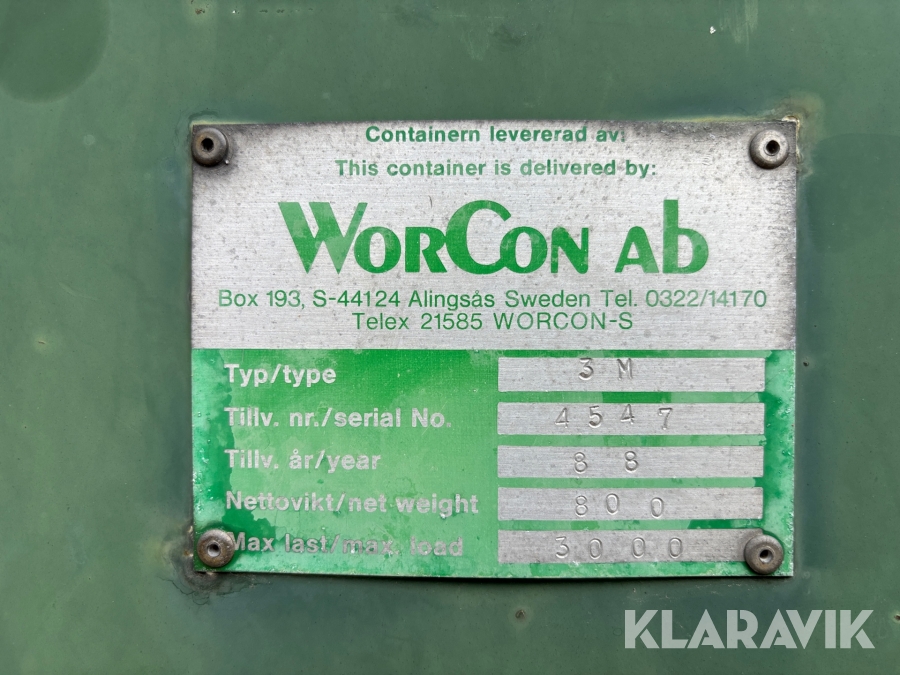 Containern levererad av:
This container is delivered by:
WORCON Ab
Box 193, S-44124 Alingsås Sweden Tel. 0322/14170
Telex 21585 WORCON-S
Typ/type 3 M
Tillv. nr./serial No. 4547
Tillv. år/year 88
Nettovikt/net weight 800
Max last/max. load 3000
KLARAVIK